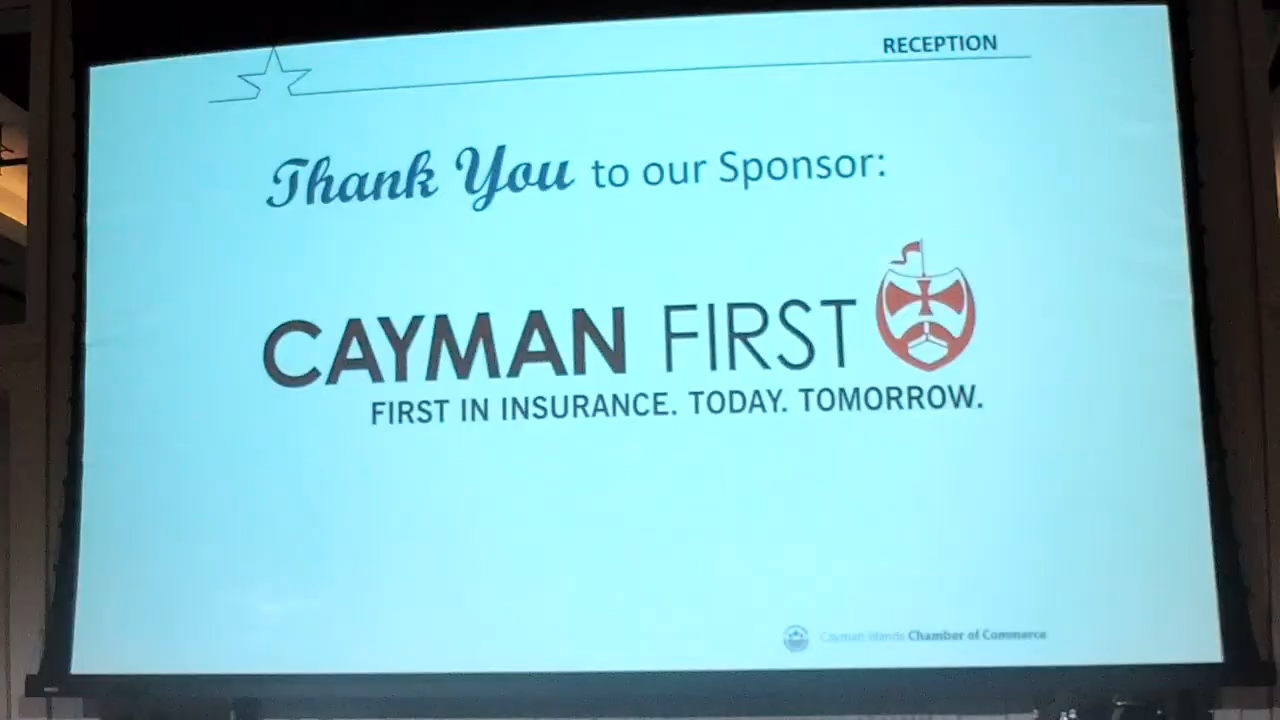 RECEPTION
Thank You to our Sponsor:
CAYMAN FIRST
FIRST IN INSURANCE. TODAY. TOMORROW.
Cayman Islands Chamber of Commerce